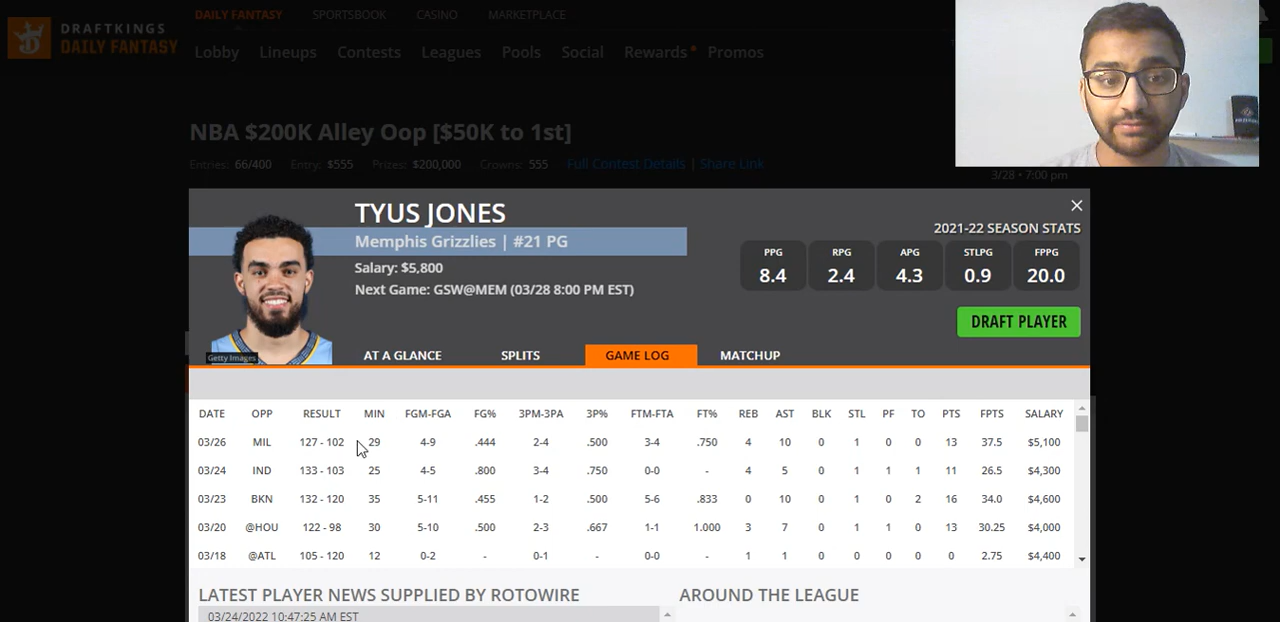 DAILY FANTASY SPORTSBOOK CASINO MARKETPLACE
DRAFTKINGS
DAILY FANTASY
Lobby Lineups Contests Leagues Pools Social Rewards Promos
NBA $200K Alley Oop [$50K to 1st]
Entries: 66/400 Entry: $555 Prizes: $200,000 Crowns: 555 Full Contest Details | Share Link
3/28 • 7:00 pm
TYUS JONES
Memphis Grizzlies | #21 PG
Salary: $5,800
Next Game: GSW@MEM (03/28 8:00 PM EST)
2021-22 SEASON STATS
PPG RPG APG STLPG FPPG
8.4 2.4 4.3 0.9 20.0
DRAFT PLAYER
Getty Images
AT A GLANCE SPLITS GAME LOG MATCHUP
DATE OPP RESULT MIN FGM-FGA FG% 3PM-3PA 3P% FTM-FTA FT% REB AST BLK STL PF TO PTS FPTS SALARY
03/26 MIL 127 - 102 29 4-9 .444 2-4 .500 3-4 .750 4 10 0 1 0 0 13 37.5 $5,100
03/24 IND 133 - 103 25 4-5 .800 3-4 .750 0-0 - 4 5 0 1 1 1 11 26.5 $4,300
03/23 BKN 132 - 120 35 5-11 .455 1-2 .500 5-6 .833 0 10 0 1 0 2 16 34.0 $4,600
03/20 @HOU 122 - 98 30 5-10 .500 2-3 .667 1-1 1.000 3 7 0 1 1 0 13 30.25 $4,000
03/18 @ATL 105 - 120 12 0-2 - 0-1 - 0-0 - 1 1 0 0 0 0 0 2.75 $4,400
LATEST PLAYER NEWS SUPPLIED BY ROTOWIRE AROUND THE LEAGUE
03/24/2022 10:47:25 AM EST